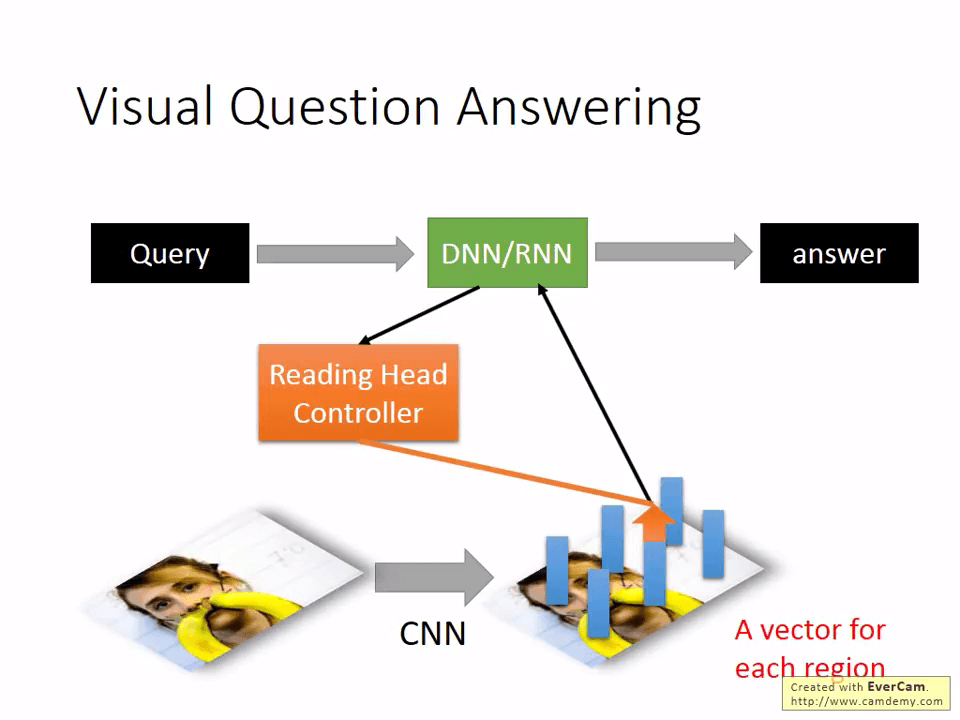 Visual Question Answering
Query
DNN/RNN
answer
Reading Head
Controller
CNN
A vector for
each region
Created with EverCam.
http://www.camdemy.com